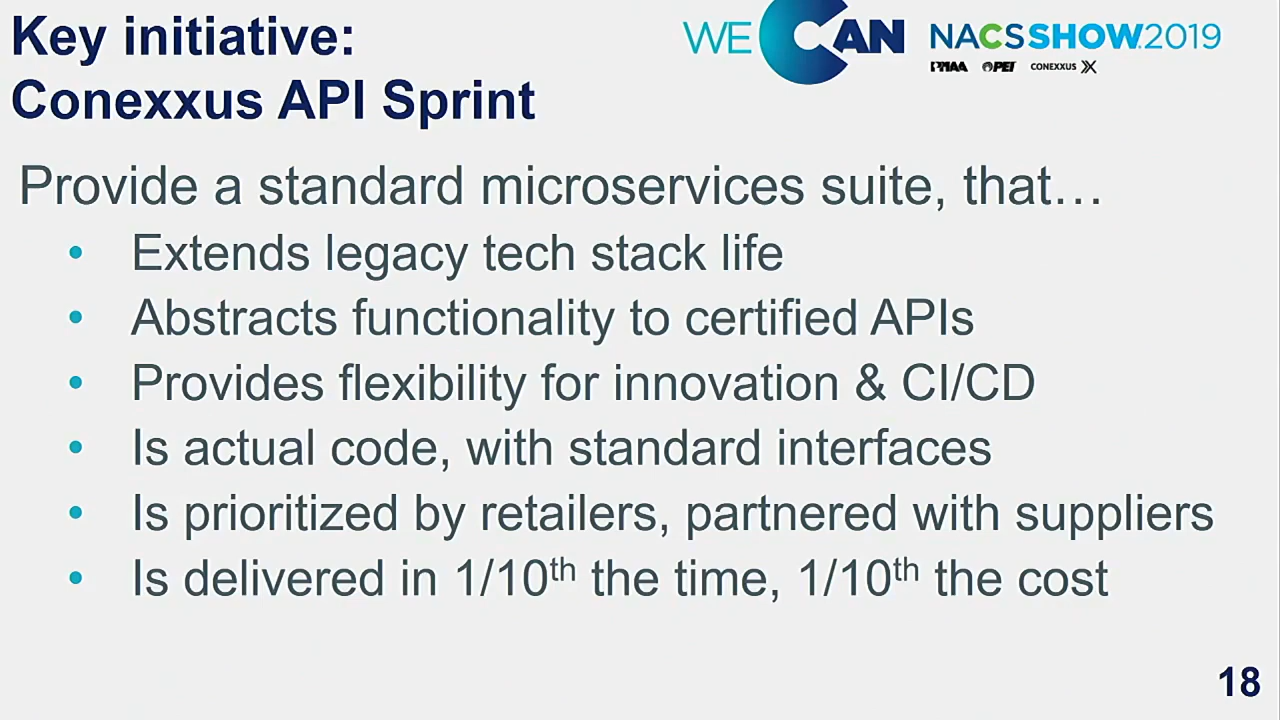 Key initiative:
Conexxus API Sprint
WE CAN
NACSSHOW.2019
PMAA PEI CONEXXUS
Provide a standard microservices suite, that…
• Extends legacy tech stack life
• Abstracts functionality to certified APIs
• Provides flexibility for innovation & CI/CD
• Is actual code, with standard interfaces
• Is prioritized by retailers, partnered with suppliers
• Is delivered in 1/10th the time, 1/10th the cost
18